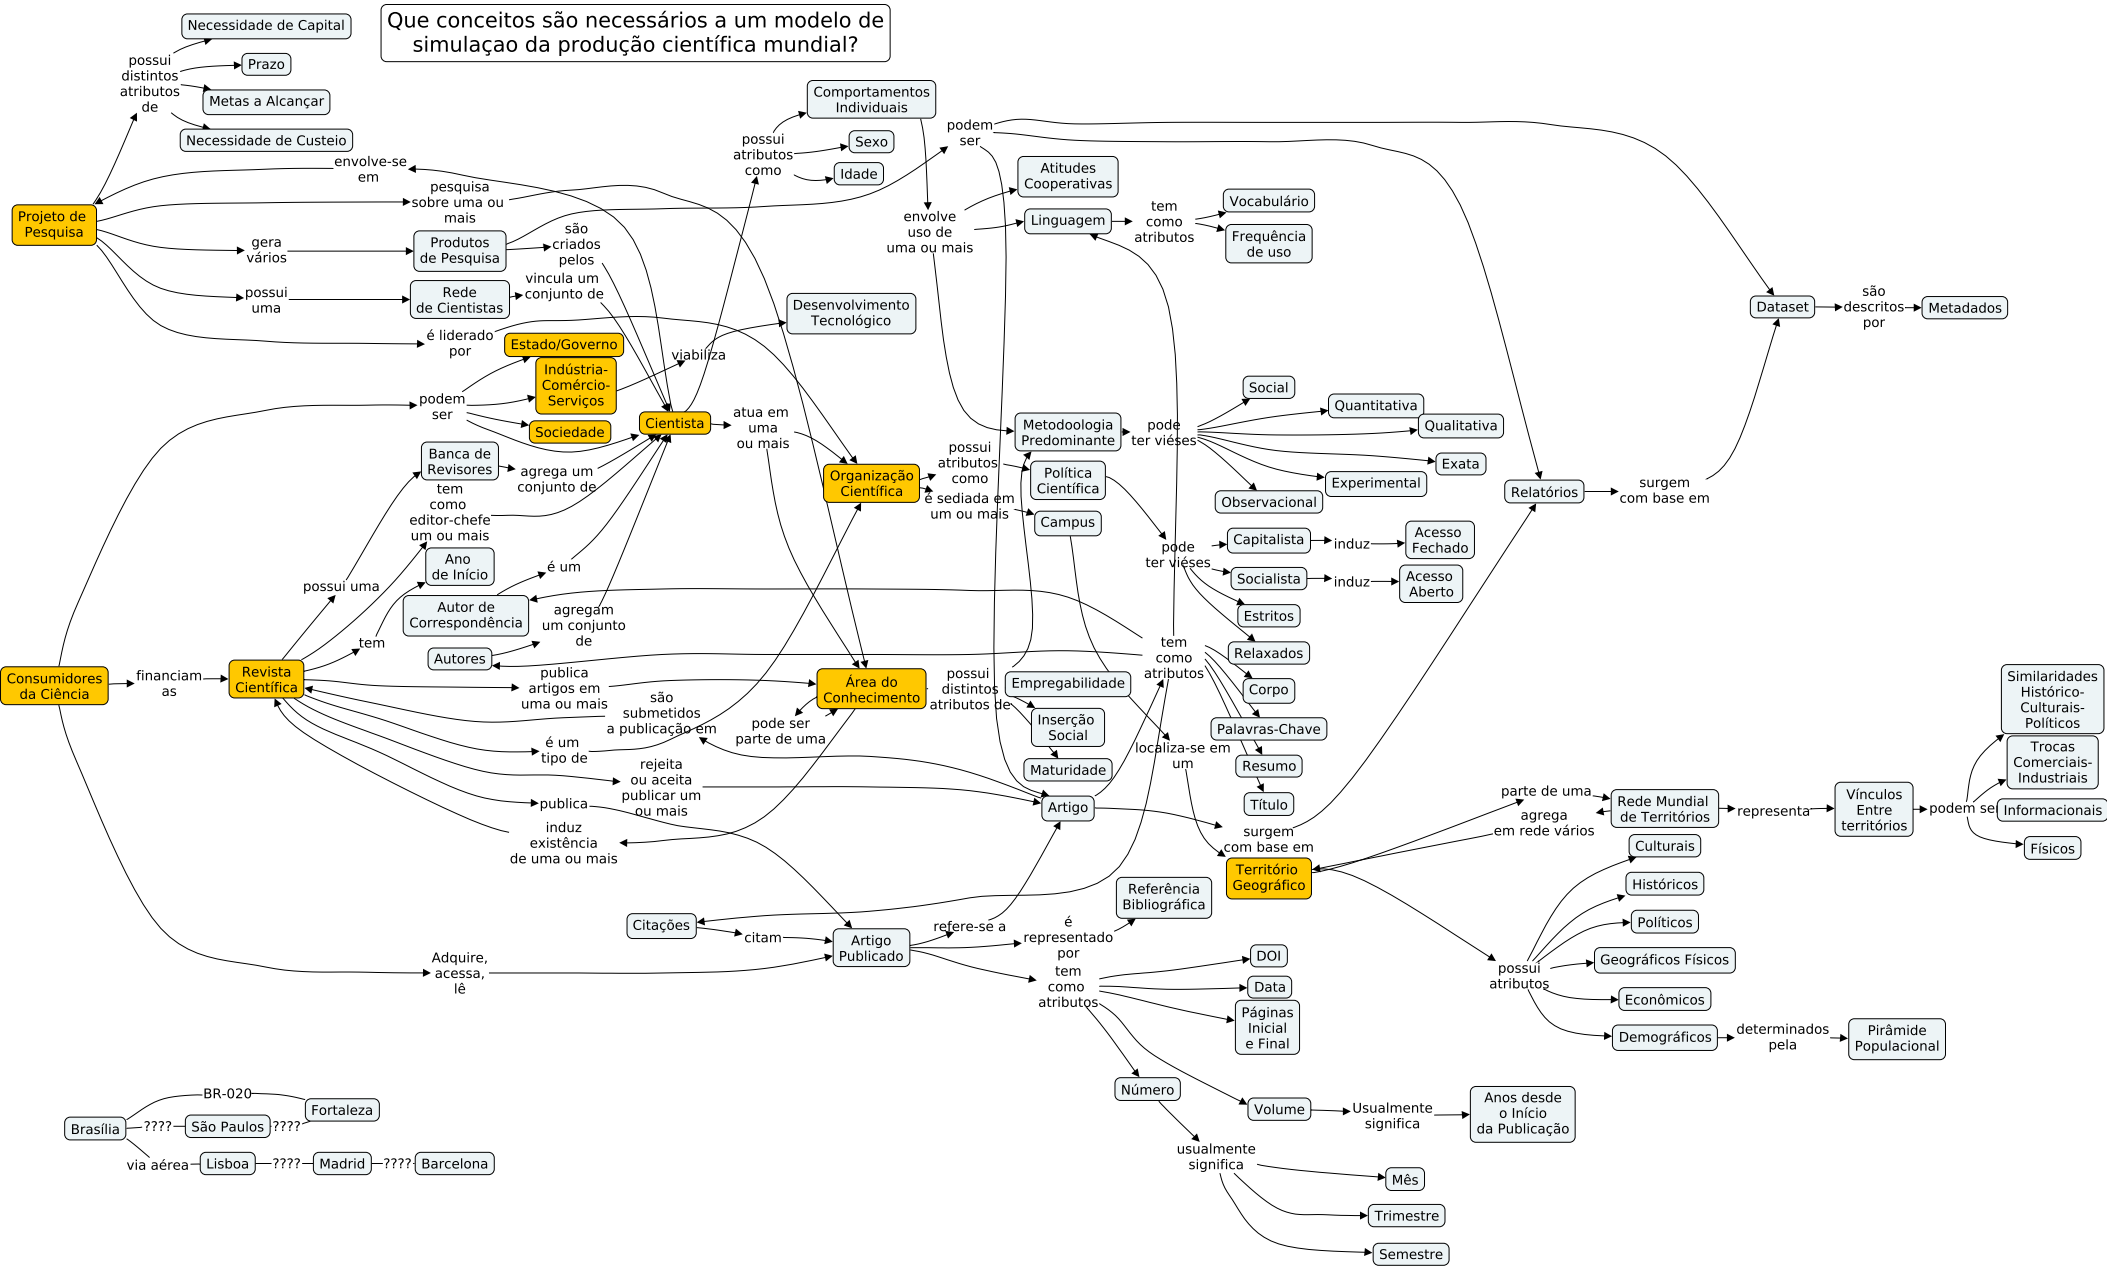 Que conceitos são necessários a um modelo de
simulaçao da produção científica mundial?
Necessidade de Capital
possui
distintos
atributos
de
Prazo
Metas a Alcançar
Necessidade de Custeio
envolve-se
em
pesquisa
sobre uma ou
mais
Projeto de
Pesquisa
gera
vários
Produtos
de Pesquisa
são
criados
pelos
possui
uma
Rede
de Cientistas
vincula um
conjunto de
é liderado
por
Comportamentos
Individuais
possui
atributos
como
Sexo
Idade
podem
ser
Atitudes
Cooperativas
envolve
uso de
uma ou mais
Linguagem
tem
como
atributos
Vocabulário
Frequência
de uso
Desenvolvimento
Tecnológico
viabiliza
Dataset
são
descritos
por
Metadados
Estado/Governo
Indústria-
Comércio-
Serviços
podem
ser
Sociedade
Cientista
atua em
uma
ou mais
Organização
Científica
possui
atributos
como
é sediada em
um ou mais
Metodoologia
Predominante
pode
ter viéses
Social
Quantitativa
Qualitativa
Exata
Experimental
Observacional
Política
Científica
Campus
Relatórios
surgem
com base em
pode
ter viéses
Capitalista
induz
Acesso
Fechado
Socialista
induz
Acesso
Aberto
Estritos
Relaxados
Banca de
Revisores
agrega um
conjunto de
tem
como
editor-chefe
um ou mais
Ano
de Início
possui uma
é um
Autor de
Correspondência
agregam
um conjunto
de
tem
Autores
Consumidores
da Ciência
financiam
as
Revista
Científica
publica
artigos em
uma ou mais
são
submetidos
a publicação em
Área do
Conhecimento
pode ser
parte de uma
possui
distintos
atributos de
Empregabilidade
Inserção
Social
Maturidade
tem
como
atributos
Corpo
Palavras-Chave
Resumo
Título
localiza-se em
um
é um
tipo de
rejeita
ou aceita
publicar um
ou mais
publica
induz
existência
de uma ou mais
Artigo
surgem
com base em
Território
Geográfico
parte de uma
agrega
em rede vários
Rede Mundial
de Territórios
representa
Vínculos
Entre
territórios
podem ser
Similaridades
Histórico-
Culturais-
Políticos
Trocas
Comerciais-
Industriais
Informacionais
Físicos
Culturais
Históricos
Políticos
Geográficos Físicos
possui
atributos
Econômicos
Demográficos
determinados
pela
Pirâmide
Populacional
Citações
citam
Artigo
Publicado
refere-se a
é
representado
por
Referência
Bibliográfica
Adquire,
acessa,
lê
tem
como
atributos
DOI
Data
Páginas
Inicial
e Final
Número
Volume
Usualmente
significa
Anos desde
o Início
da Publicação
usualmente
significa
Mês
Trimestre
Semestre
BR-020
Fortaleza
Brasília
????
São Paulos
????
via aérea
Lisboa
????
Madrid
????
Barcelona